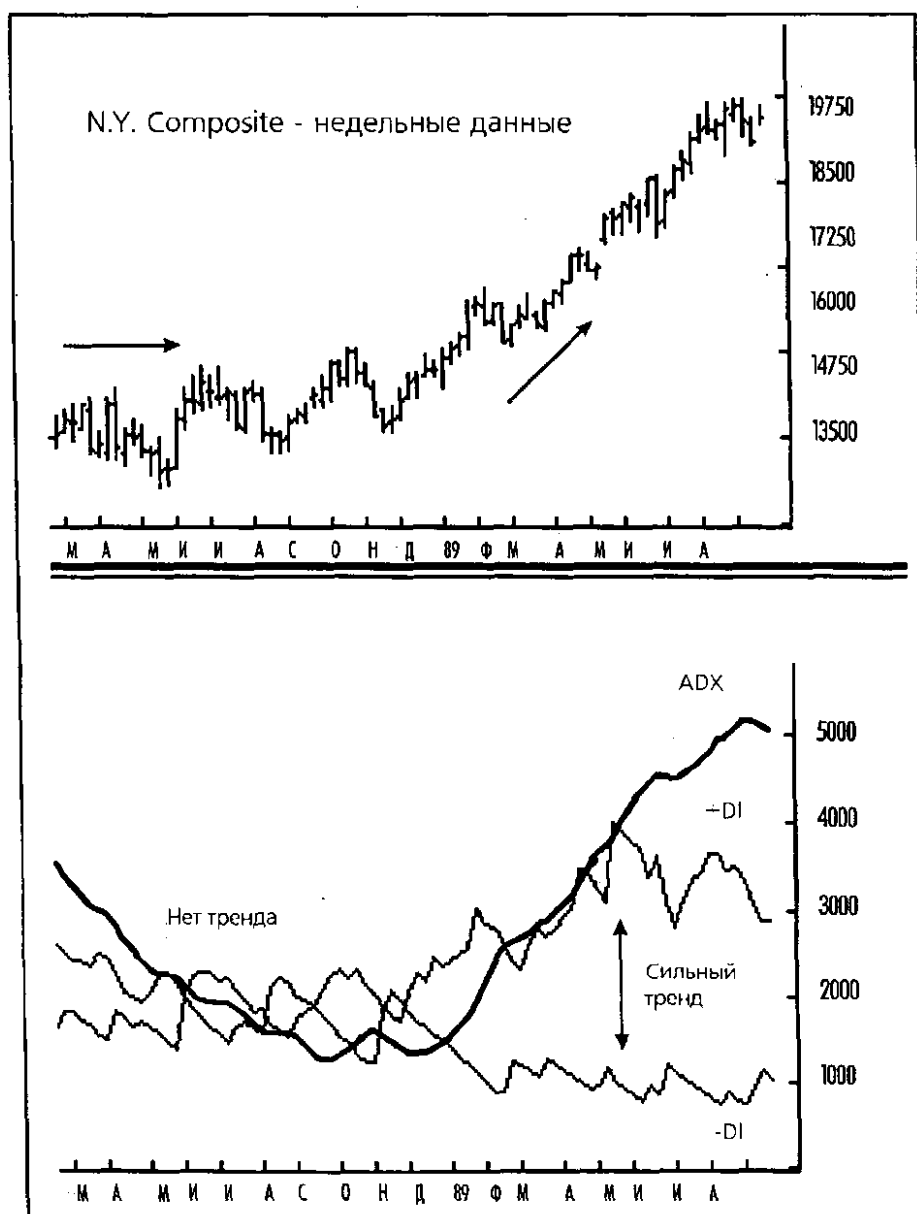 N.Y. Composite - недельные данные
19750
18500
17250
16000
14750
13500
М А М И И А С О Н Д 89 Ф М А М И И А
ADX
5000
+DI
4000
Нет тренда
3000
Сильный
тренд
2000
1000
-DI
М А М И И А С О Н Д 89 Ф М А М И И А